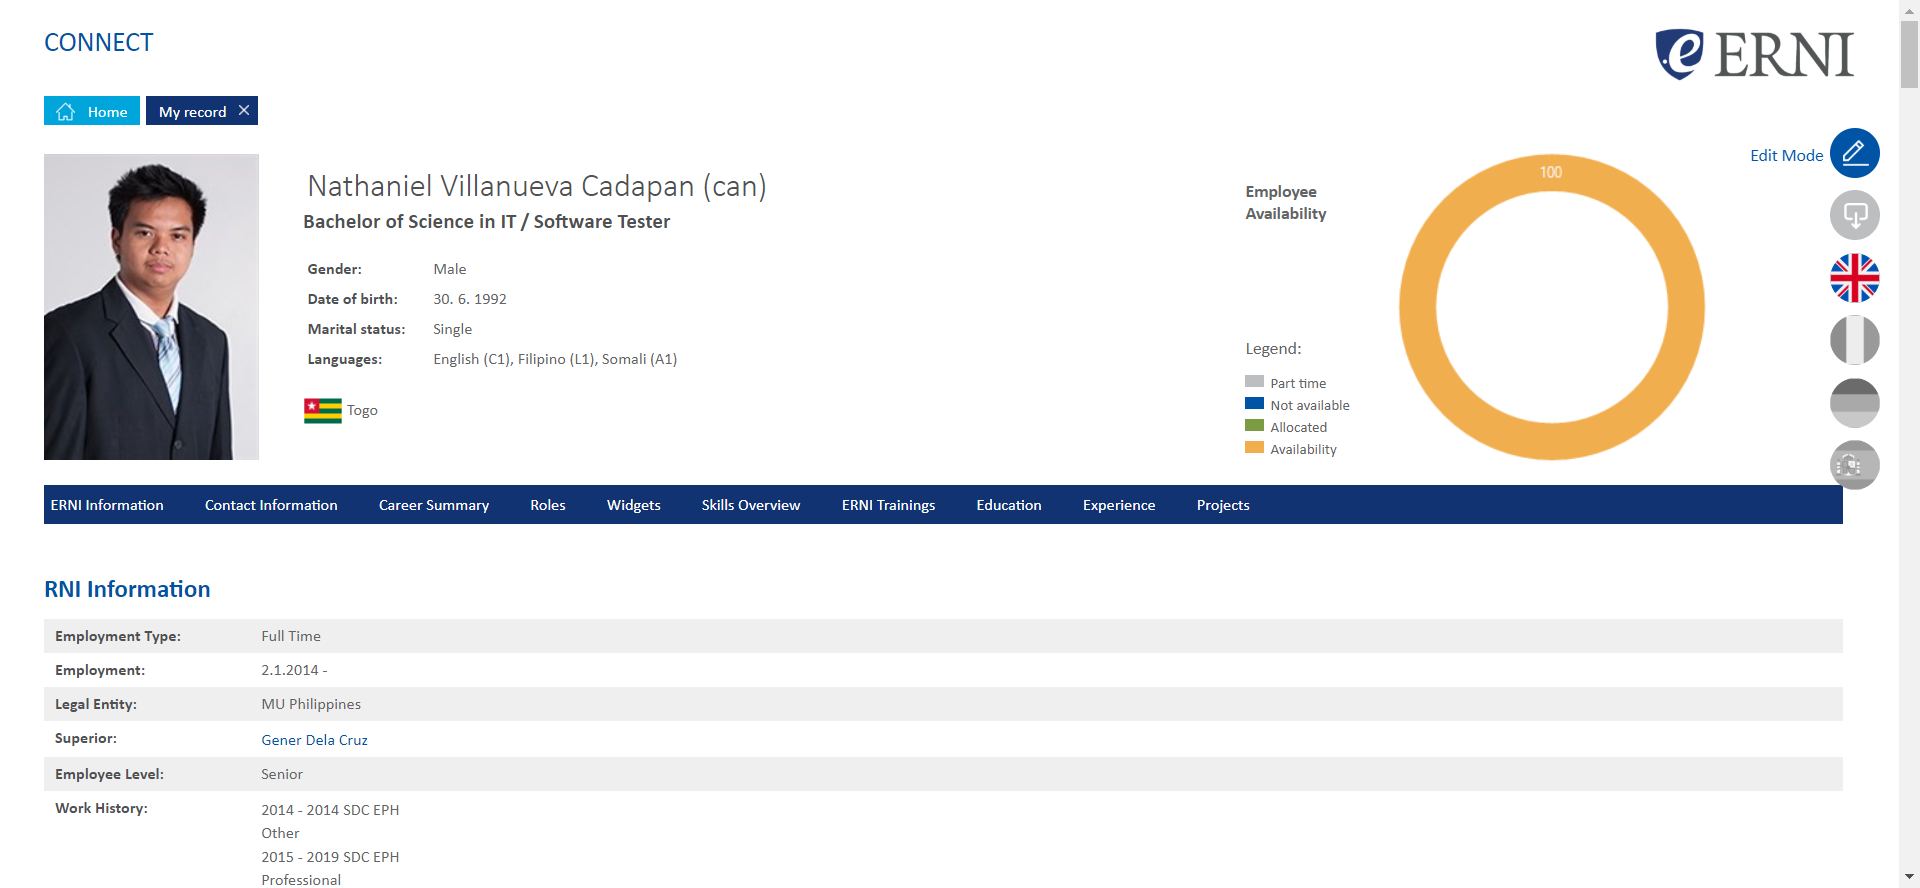 CONNECT
ERNI
Home
My record
Edit Mode
Nathaniel Villanueva Cadapan (can)
Bachelor of Science in IT / Software Tester
Gender: Male
Date of birth: 30. 6. 1992
Marital status: Single
Languages: English (C1), Filipino (L1), Somali (A1)
Togo
Employee
Availability
100
Legend:
Part time
Not available
Allocated
Availability
ERNI Information Contact Information Career Summary Roles Widgets Skills Overview ERNI Trainings Education Experience Projects
RNI Information
Employment Type: Full Time
Employment: 2.1.2014 -
Legal Entity: MU Philippines
Superior: Gener Dela Cruz
Employee Level: Senior
Work History: 2014 - 2014 SDC EPH
Other
2015 - 2019 SDC EPH
Professional